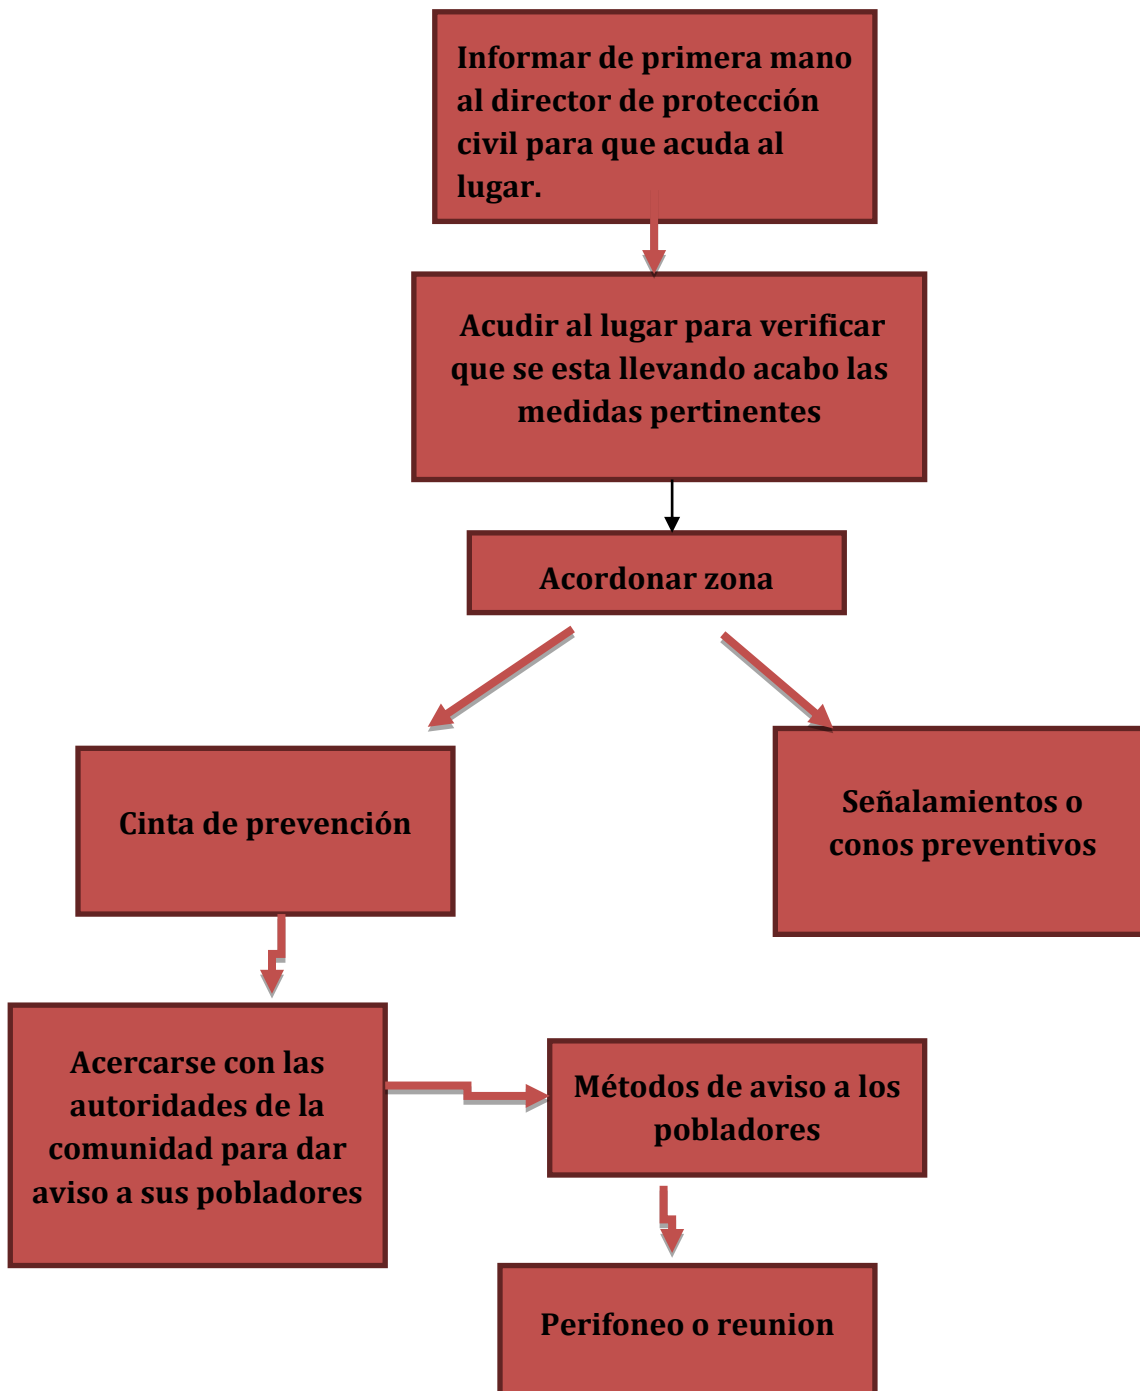 Informar de primera mano
al director de protección
civil para que acuda al
lugar.
Acudir al lugar para verificar
que se esta llevando acabo las
medidas pertinentes
Acordonar zona
Cinta de prevención
Señalamientos o
conos preventivos
Acercarse con las
autoridades de la
comunidad para dar
aviso a sus pobladores
Métodos de aviso a los
pobladores
Perifoneo o reunion